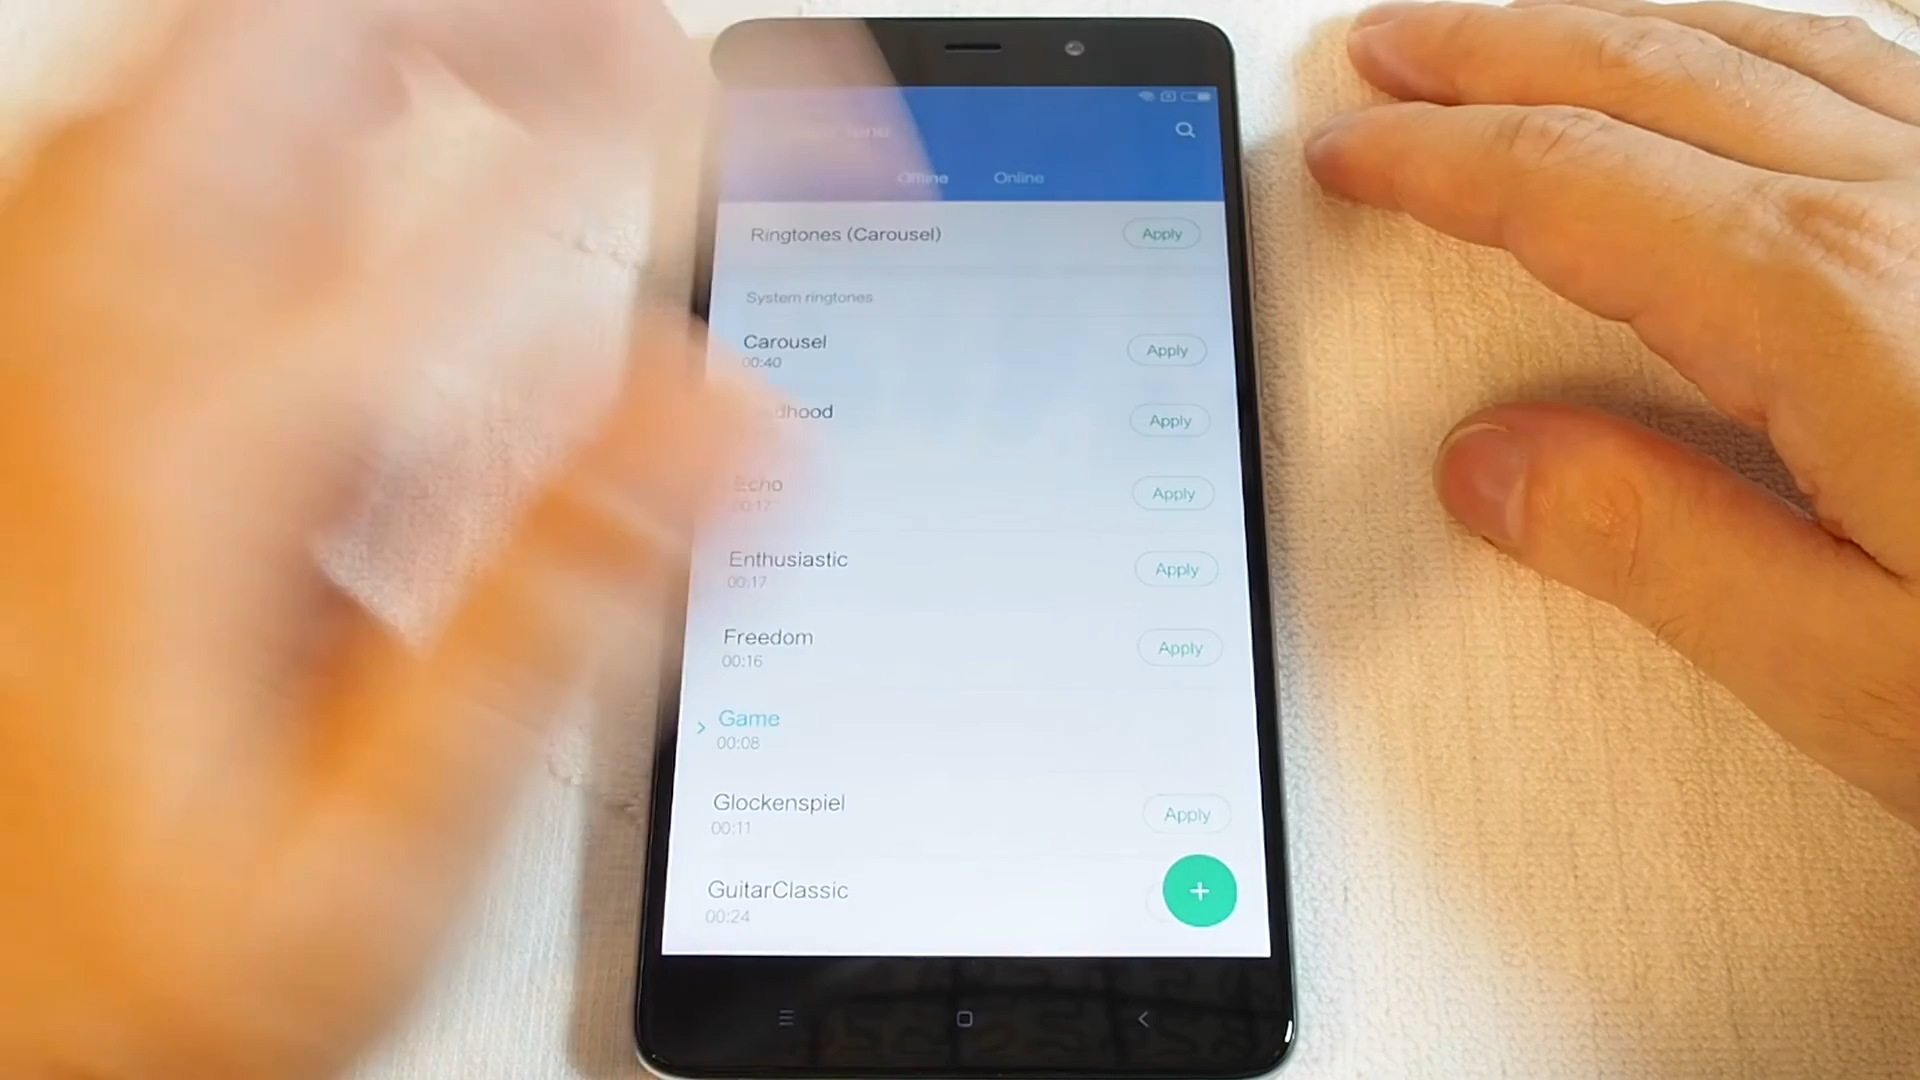 Offline Online
Ringtones (Carousel) Apply
System ringtones
Carousel Apply
00:40
Apply
Echo Apply
00:17
Enthusiastic Apply
00:17
Freedom Apply
00:16
Game
00:08
Glockenspiel Apply
00:11
GuitarClassic
00:24